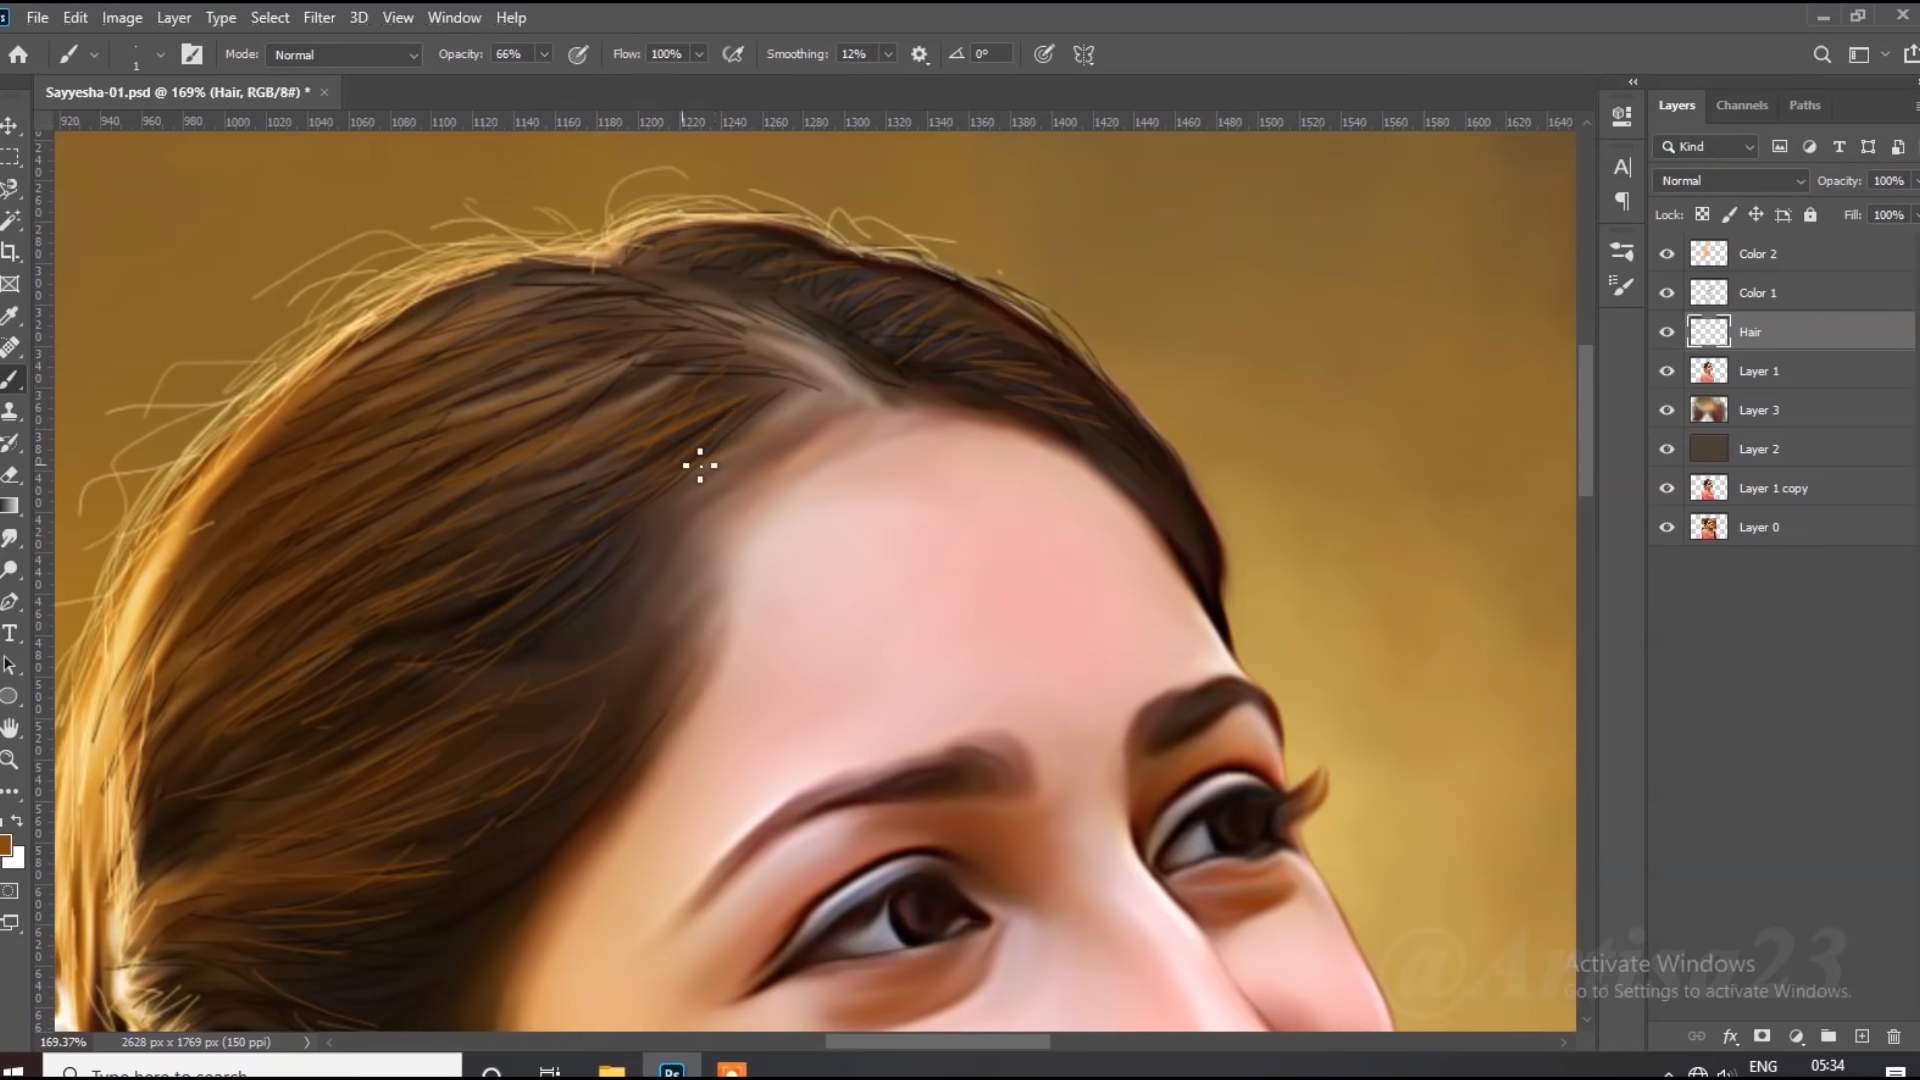 File Edit Image Layer Type Select Filter 3D View Window Help
1 Mode: Normal Opacity: 66% Flow: 100% Smoothing: 12% 0°
Sayyesha-01.psd @ 169% (Hair, RGB/8#) *
920 940 960 980 1000 1020 1040 1060 1080 1100 1120 1140 1160 1180 1200 1220 1240 1260 1280 1300 1320 1340 1360 1380 1400 1420 1440 1460 1480 1500 1520 1540 1560 1580 1600 1620 1640
Layers Channels Paths
Kind
Normal Opacity: 100%
Lock: Fill: 100%
Color 2
Color 1
Hair
Layer 1
Layer 3
Layer 2
Layer 1 copy
Layer 0
Activate Windows
Go to Settings to activate Windows.
169.37% 2628 px x 1769 px (150 ppi)
Type here to search
ENG 05:34